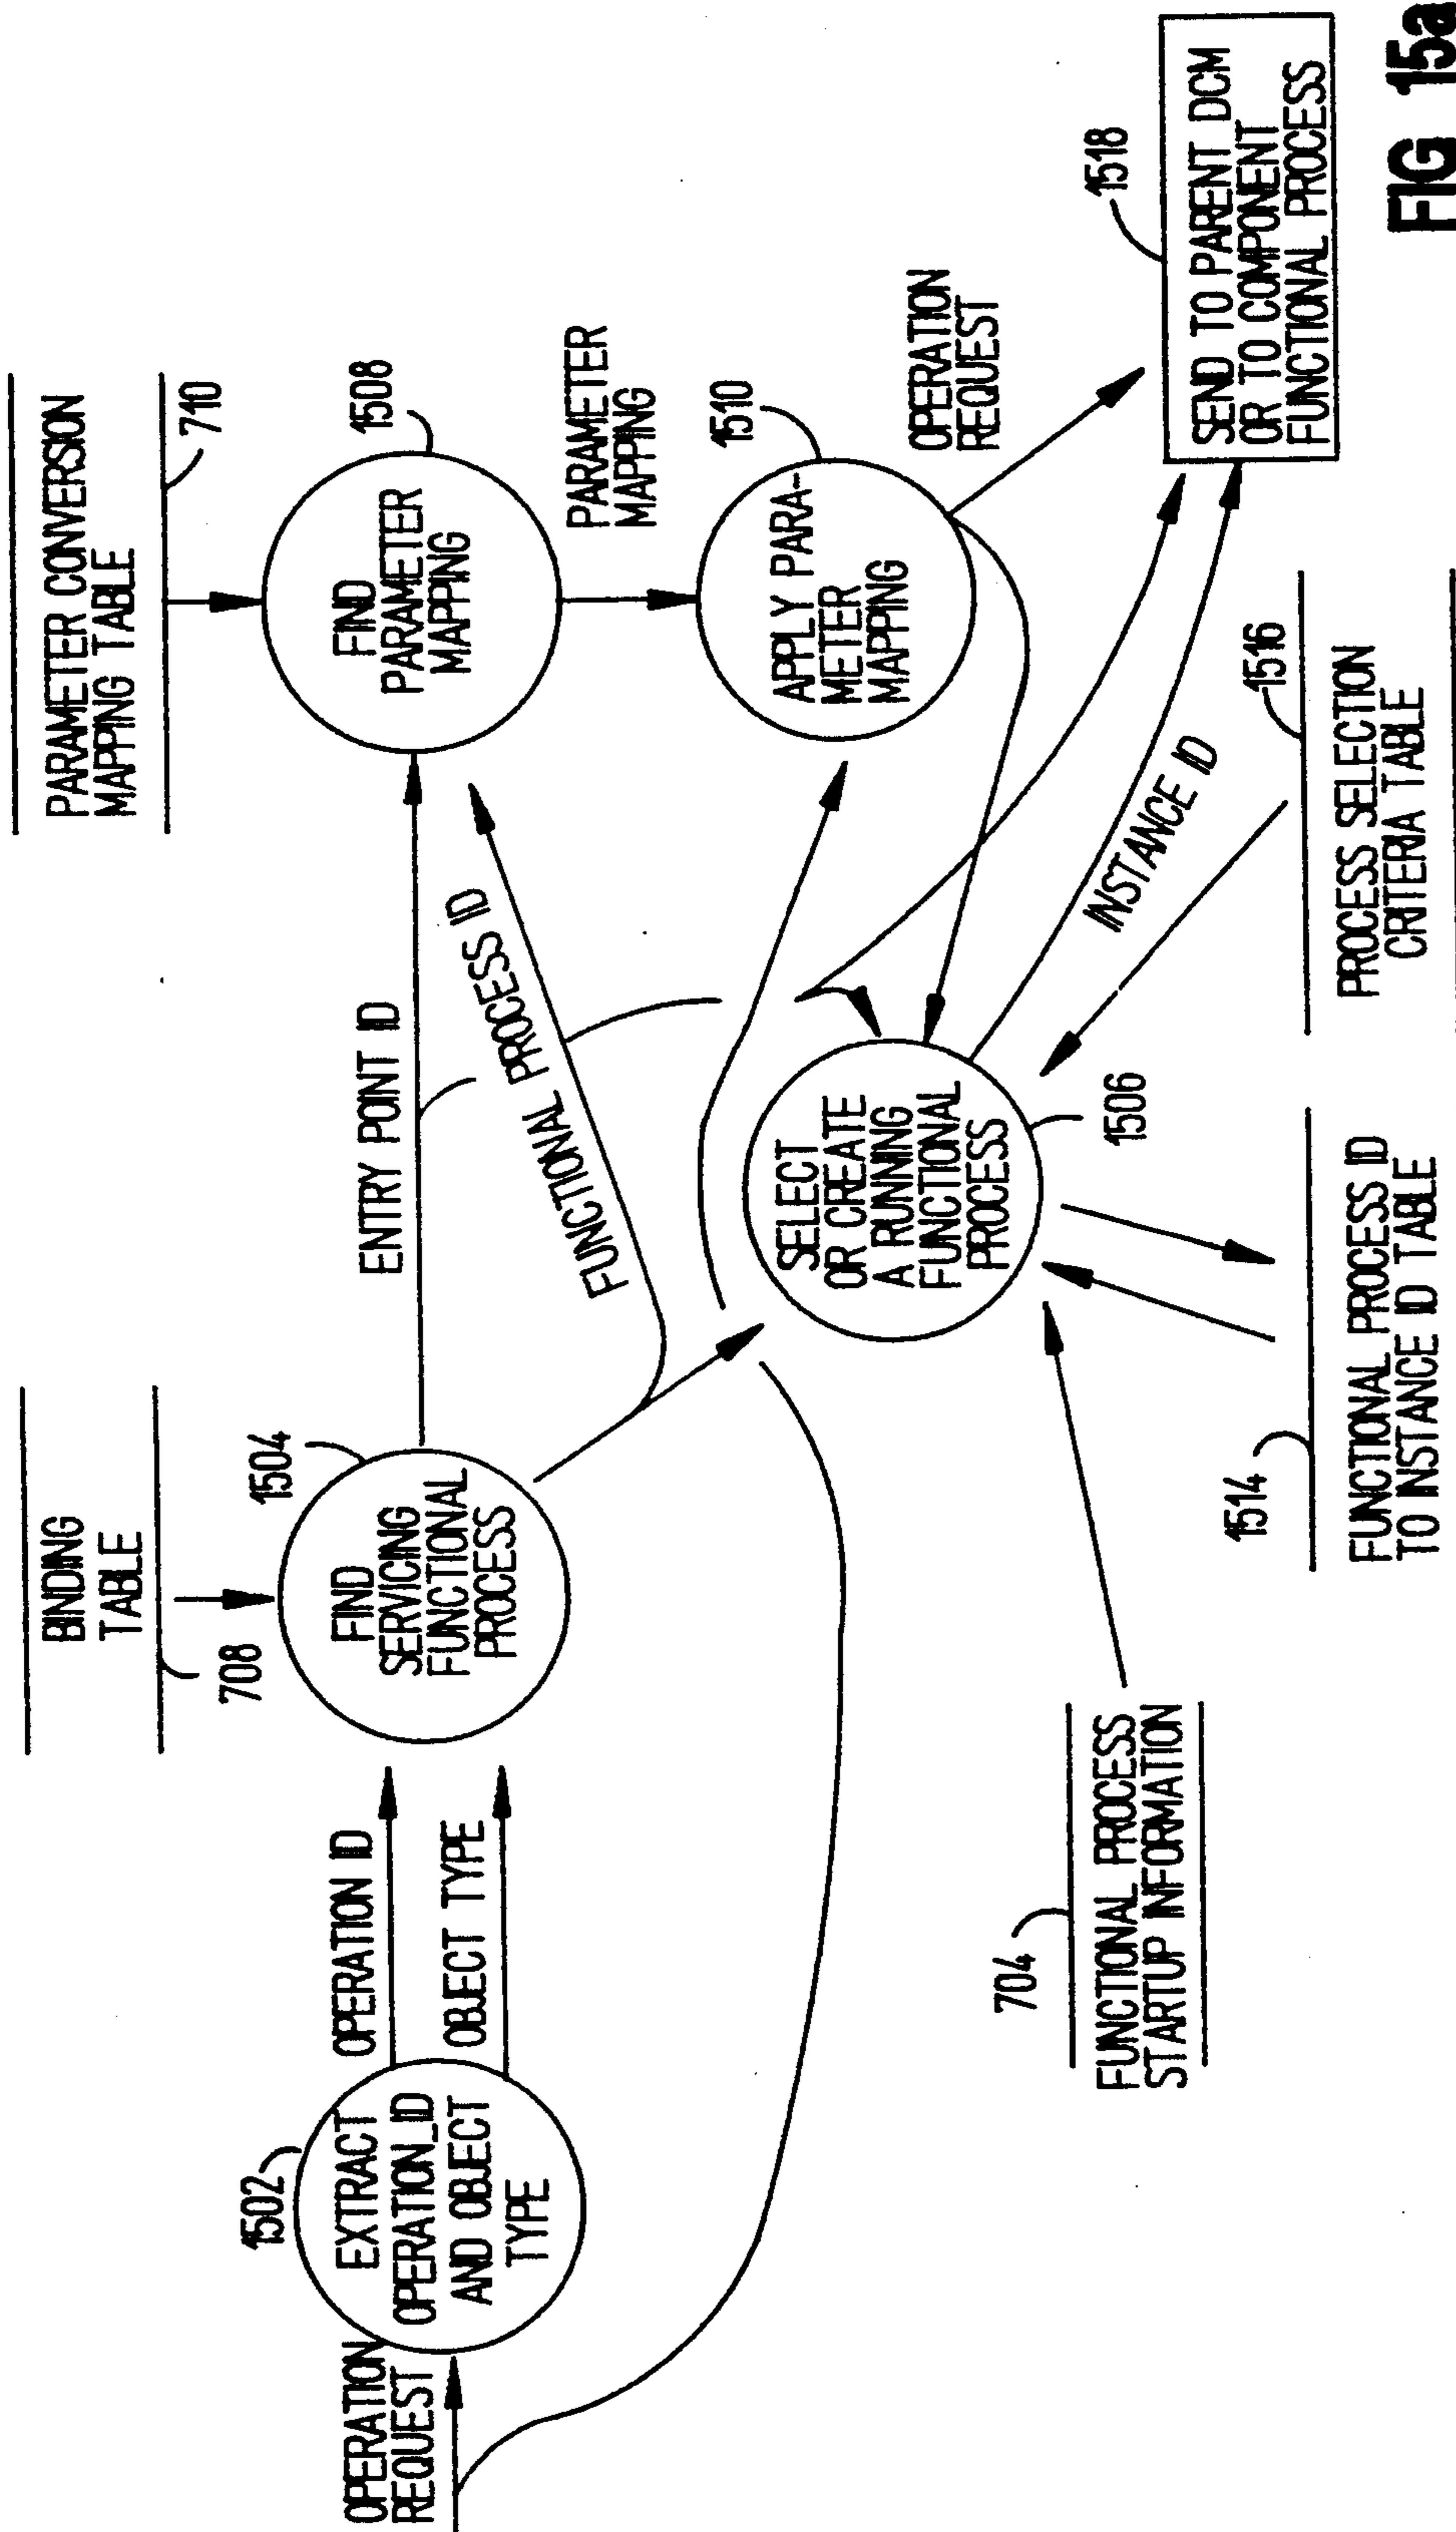 OPERATION
REQUEST
1502
EXTRACT
OPERATION_ID
AND OBJECT
TYPE
OPERATION ID
OBJECT TYPE
BINDING
TABLE
708
1504
FIND
SERVICING
FUNCTIONAL
PROCESS
ENTRY POINT ID
FUNCTIONAL PROCESS ID
PARAMETER CONVERSION
MAPPING TABLE
710
1508
FIND
PARAMETER
MAPPING
PARAMETER
MAPPING
1510
APPLY PARA-
METER
MAPPING
OPERATION
REQUEST
SELECT
OR CREATE
A RUNNING
FUNCTIONAL
PROCESS
1506
INSTANCE ID
1518
SEND TO PARENT DCM
OR TO COMPONENT
FUNCTIONAL PROCESS
704
FUNCTIONAL PROCESS
STARTUP INFORMATION
1514
FUNCTIONAL PROCESS ID
TO INSTANCE ID TABLE
1516
PROCESS SELECTION
CRITERIA TABLE
FIG 15a